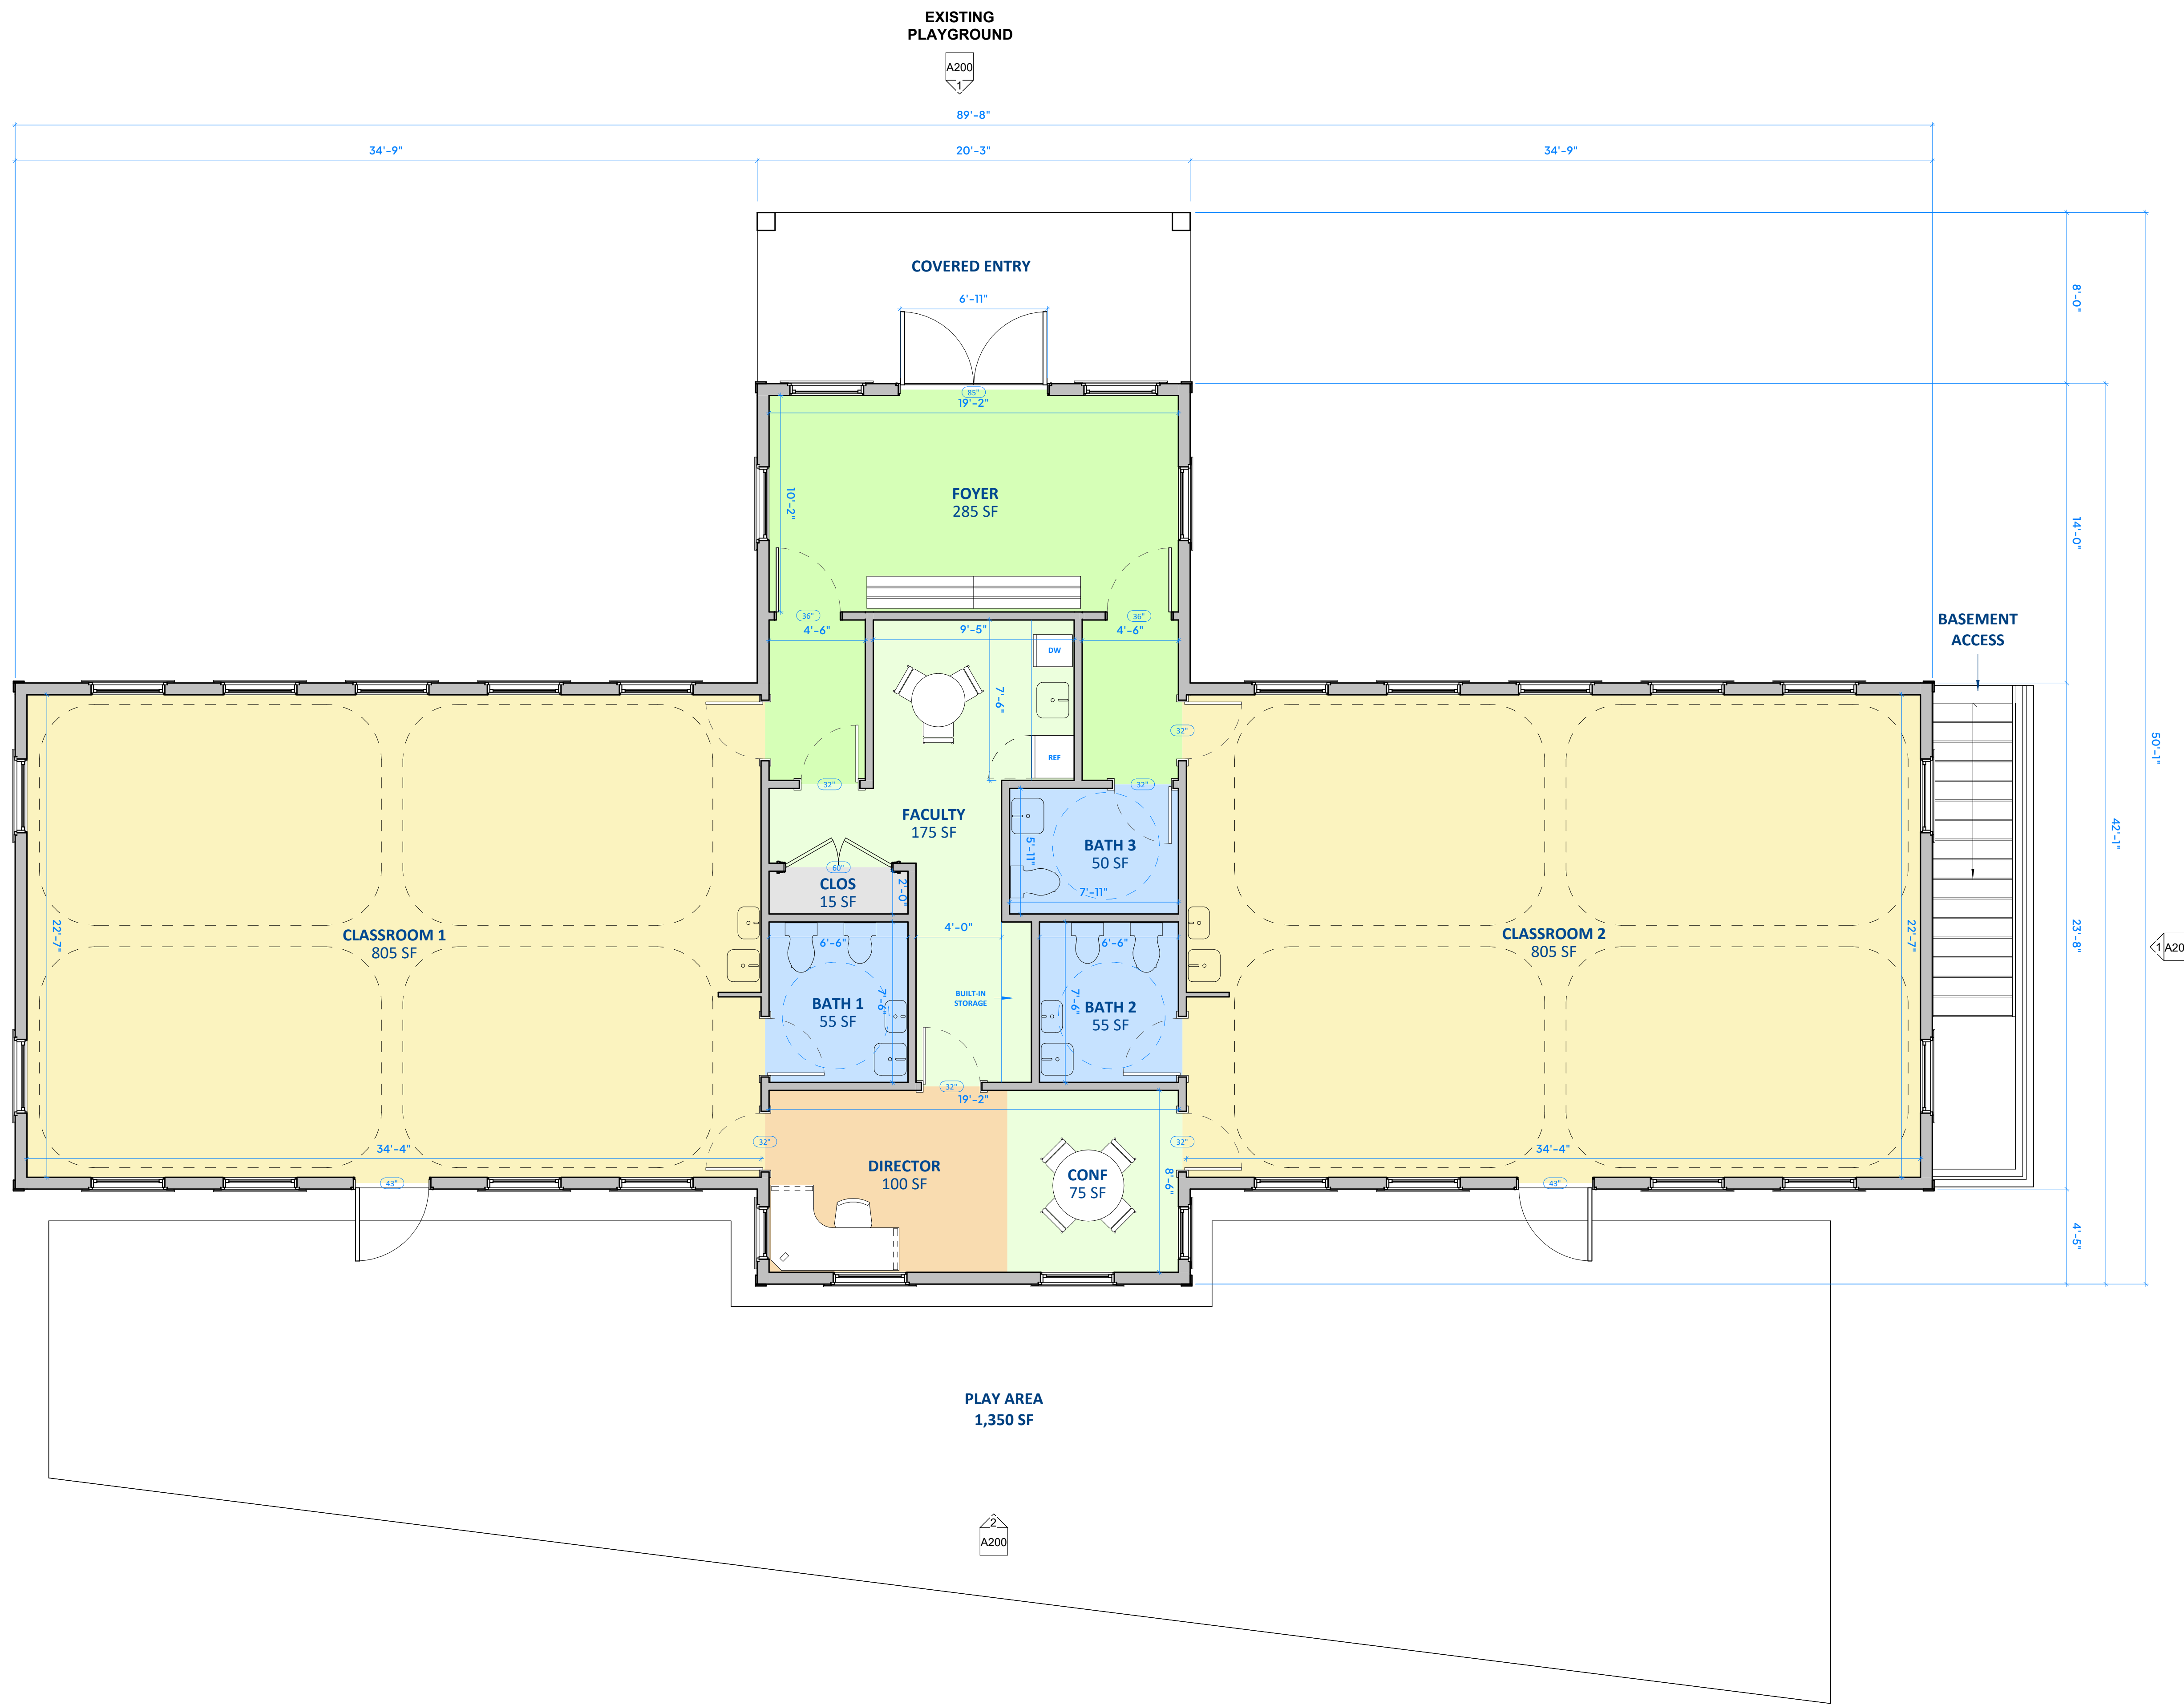 EXISTING
PLAYGROUND
A200
1
89'-8"
34'-9"
20'-3"
34'-9"
COVERED ENTRY
6'-11"
8'-0"
85"
19'-2"
10'-2"
FOYER
285 SF
14'-0"
36"
36"
4'-6"
9'-5"
4'-6"
BASEMENT
ACCESS
DW
7'-6"
32"
REF
32"
32"
50'-1"
FACULTY
175 SF
42'-1"
5'-11"
BATH 3
50 SF
60"
CLOS
15 SF
2'-0"
7'-11"
22'-7"
CLASSROOM 1
805 SF
6'-6"
4'-0"
6'-6"
CLASSROOM 2
805 SF
22'-7"
23'-8"
1
A20
BUILT-IN
STORAGE
BATH 1
55 SF
7'-6"
7'-6"
BATH 2
55 SF
32"
19'-2"
34'-4"
32"
32"
34'-4"
DIRECTOR
100 SF
CONF
75 SF
8'-6"
43"
43"
4'-5"
PLAY AREA
1,350 SF
2
A200